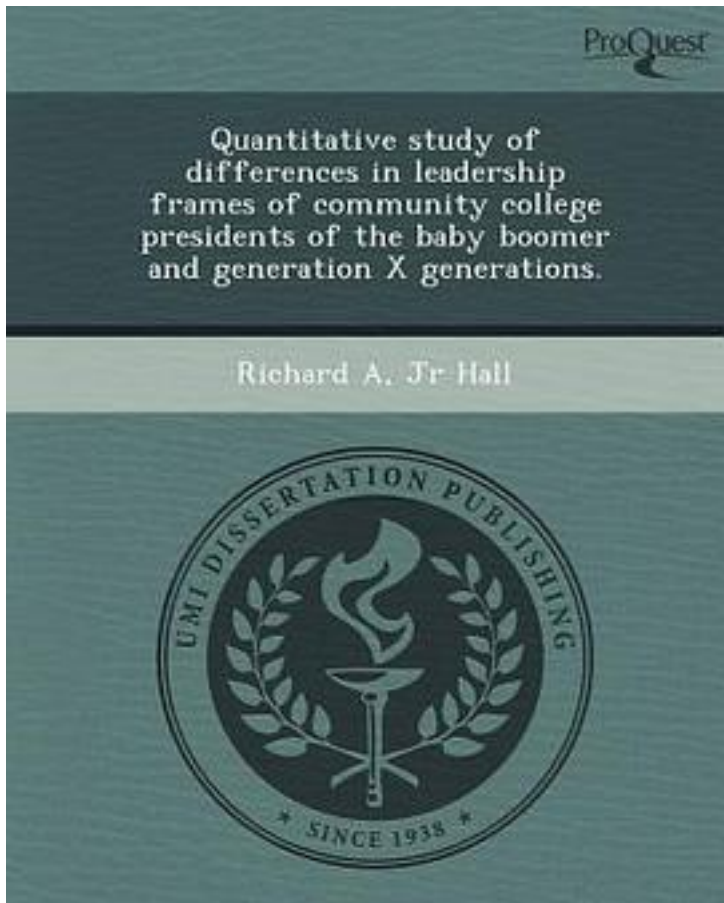 ProQuest
Quantitative study of
differences in leadership
frames of community college
presidents of the baby boomer
and generation X generations.
Richard A, Jr Hall
UMI DISSERTATION PUBLISHING
★ SINCE 1938 ★